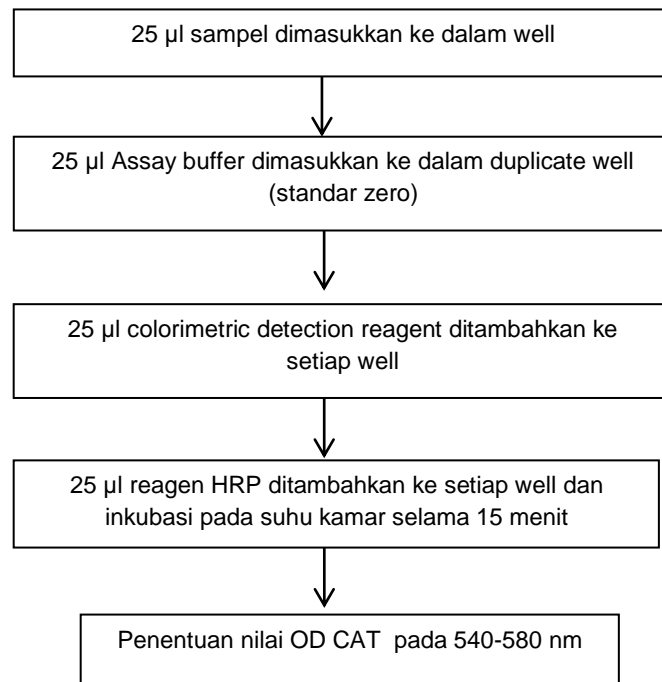 25 µl sampel dimasukkan ke dalam well
25 µl Assay buffer dimasukkan ke dalam duplicate well
(standar zero)
25 µl colorimetric detection reagent ditambahkan ke
setiap well
25 µl reagen HRP ditambahkan ke setiap well dan
inkubasi pada suhu kamar selama 15 menit
Penentuan nilai OD CAT pada 540-580 nm